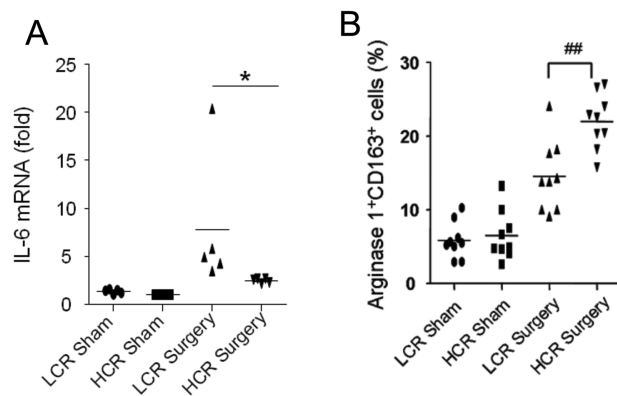 A
IL-6 mRNA (fold)
25
20
15
10
5
0
*
LCR Sham
HCR Sham
LCR Surgery
HCR Surgery
B
Arginase 1⁺CD163⁺ cells (%)
30
20
10
0
##
LCR Sham
HCR Sham
LCR Surgery
HCR Surgery